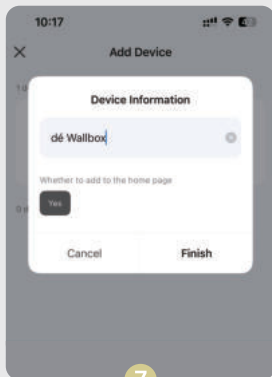 10:17
Add Device
Device Information
dé Wallbox
Whether to add to the home page
Yes
Cancel
Finish
7